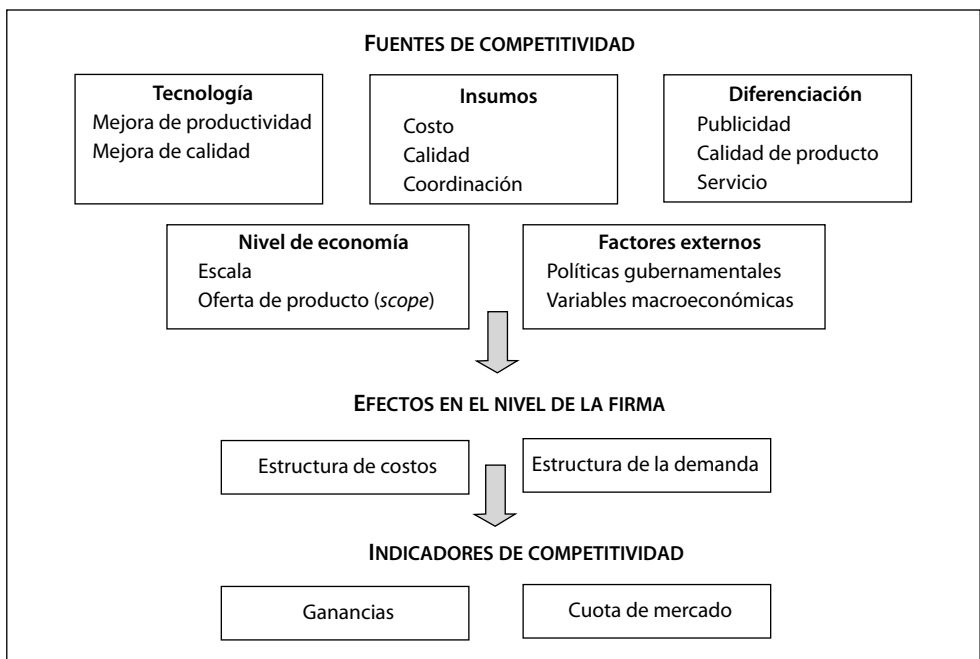 FUENTES DE COMPETITIVIDAD
Tecnología
Mejora de productividad
Mejora de calidad
Insumos
Costo
Calidad
Coordinación
Diferenciación
Publicidad
Calidad de producto
Servicio
Nivel de economía
Escala
Oferta de producto (scope)
Factores externos
Políticas gubernamentales
Variables macroeconómicas
EFECTOS EN EL NIVEL DE LA FIRMA
Estructura de costos
Estructura de la demanda
INDICADORES DE COMPETITIVIDAD
Ganancias
Cuota de mercado